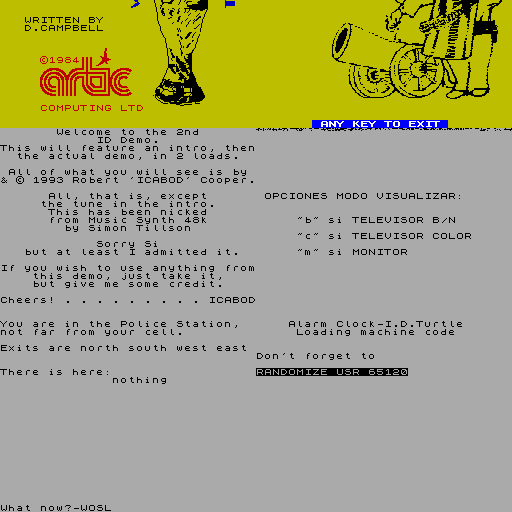 WRITTEN BY
D.CAMPBELL
©1984
artic
COMPUTING LTD
ANY KEY TO EXIT
Welcome to the 2nd
ID Demo.
This will feature an intro, then
the actual demo, in 2 loads.
All of what you will see is by
& © 1993 Robert 'ICABOD' Cooper.
All, that is, except
the tune in the intro.
This has been nicked
from Music Synth 48k
by Simon Tillson
Sorry Si
but at least I admitted it.
If you wish to use anything from
this demo, just take it,
but give me some credit.
Cheers! . . . . . . . . . ICABOD
OPCIONES MODO VISUALIZAR:
"b" si TELEVISOR B/N
"c" si TELEVISOR COLOR
"m" si MONITOR
You are in the Police Station,
not far from your cell.
Exits are north south west east
There is here:
nothing
What now?-WOSL
Alarm Clock-I.D.Turtle
Loading machine code
Don't forget to
RANDOMIZE USR 65120